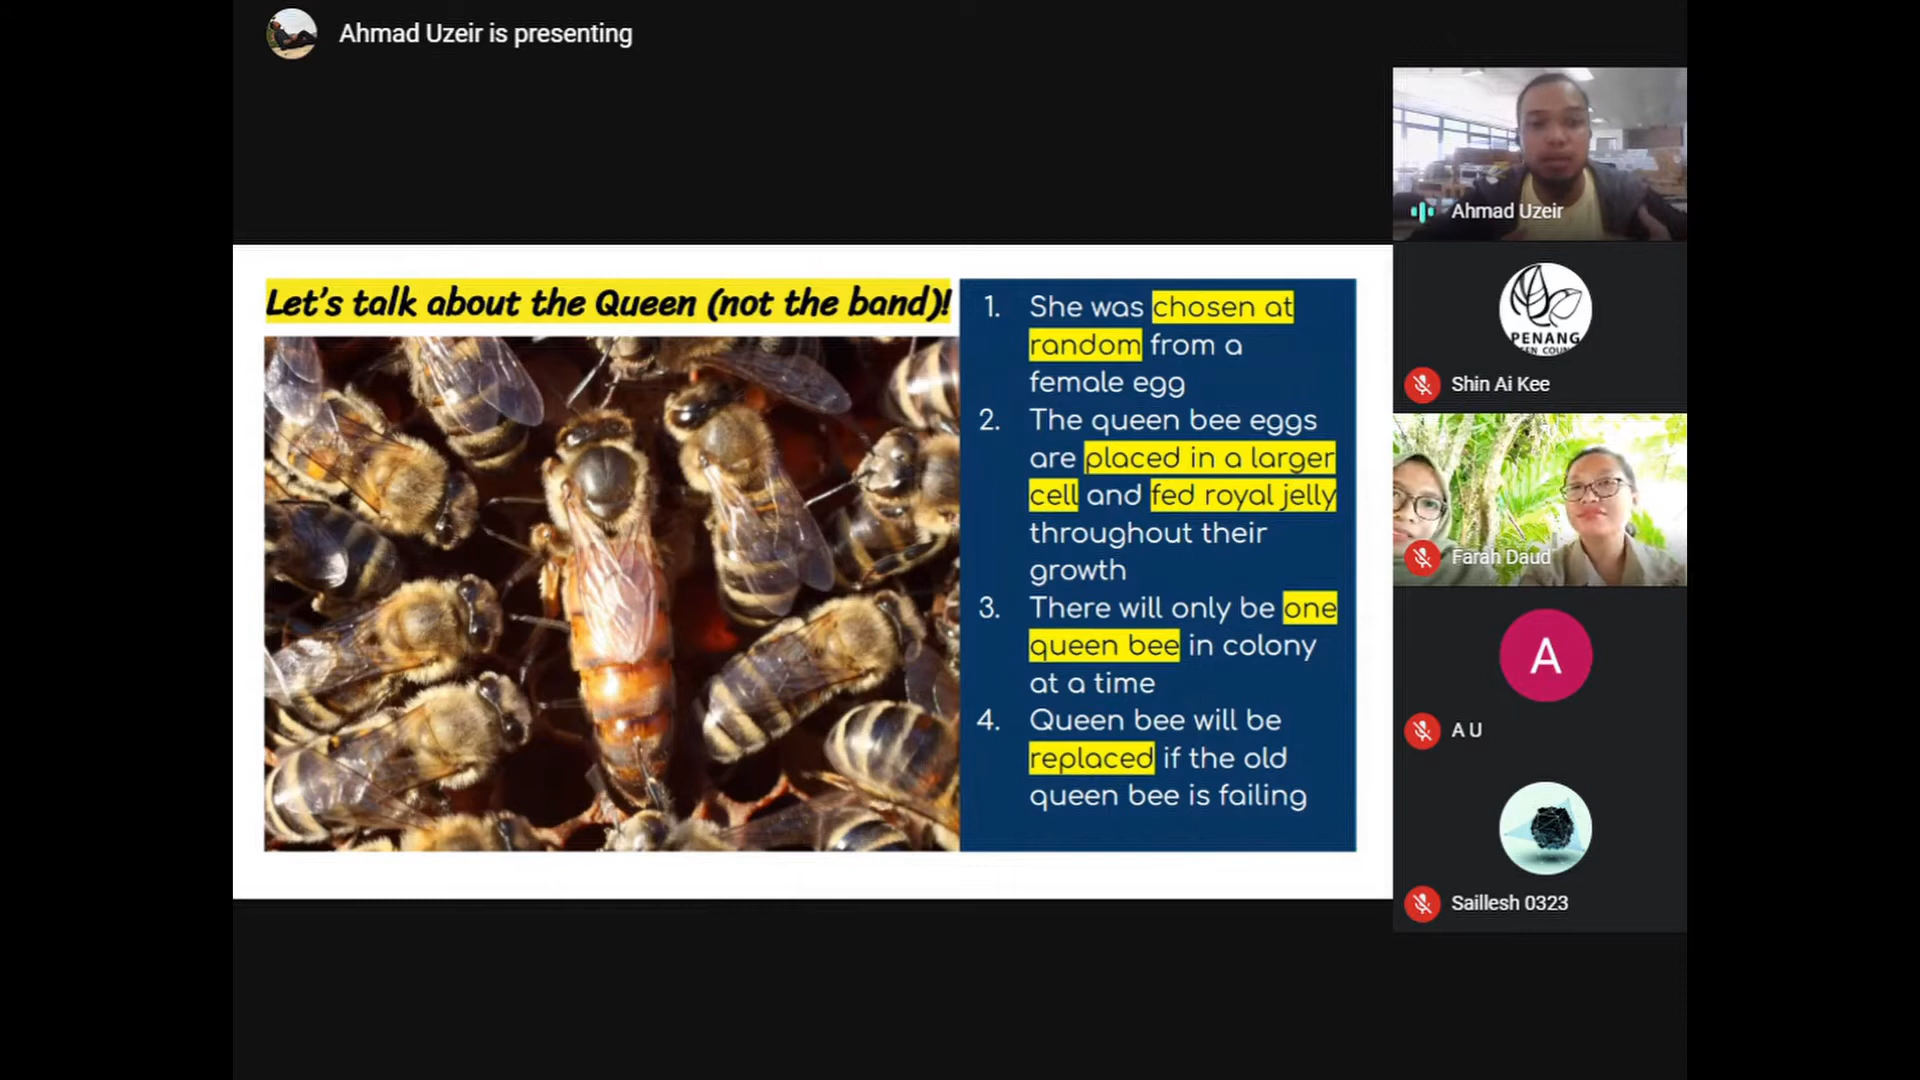 Ahmad Uzeir is presenting
Let's talk about the Queen (not the band)!
1. She was chosen at
random from a
female egg
2. The queen bee eggs
are placed in a larger
cell and fed royal jelly
throughout their
growth
3. There will only be one
queen bee in colony
at a time
4. Queen bee will be
replaced if the old
queen bee is failing
Ahmad Uzeir
PENANG
Shin Ai Kee
Farah Daud
A
A U
Saillesh 0323